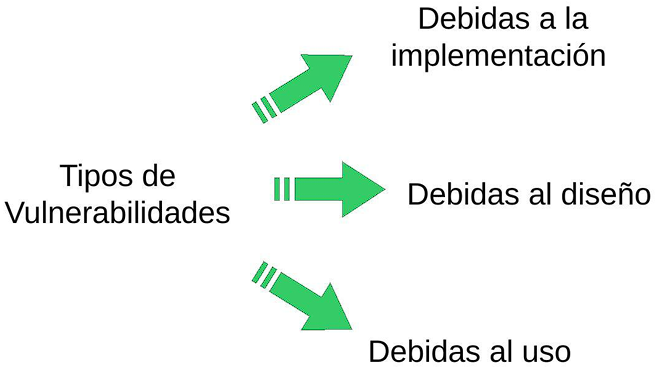 Debidas a la
implementación
Tipos de
Vulnerabilidades
Debidas al diseño
Debidas al uso